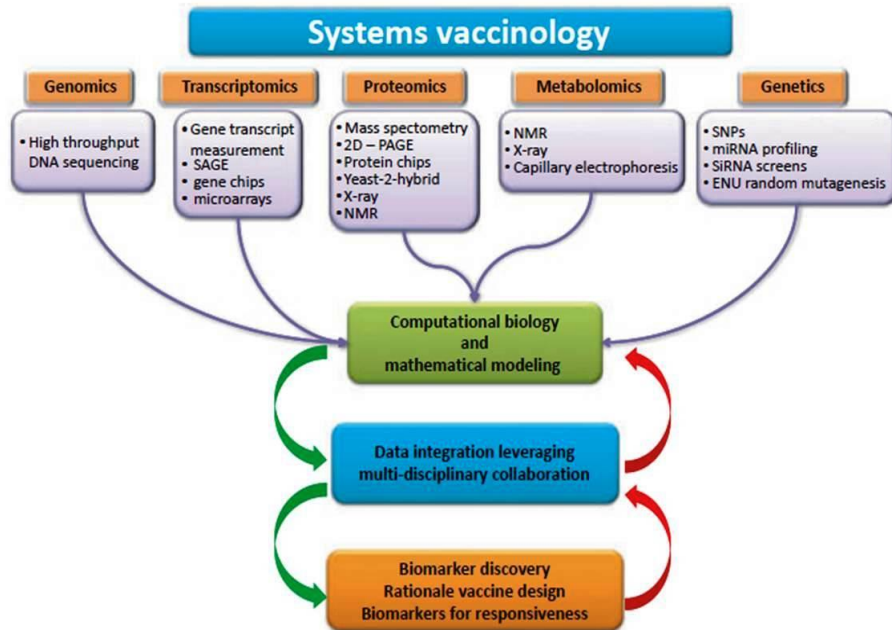 Systems vaccinology
Genomics
• High throughput
DNA sequencing
Transcriptomics
• Gene transcript
measurement
• SAGE
• gene chips
• microarrays
Proteomics
• Mass spectometry
• 2D – PAGE
• Protein chips
• Yeast-2-hybrid
• X-ray
• NMR
Metabolomics
• NMR
• X-ray
• Capillary electrophoresis
Genetics
• SNPs
• miRNA profiling
• SiRNA screens
• ENU random mutagenesis
Computational biology
and
mathematical modeling
Data integration leveraging
multi-disciplinary collaboration
Biomarker discovery
Rationale vaccine design
Biomarkers for responsiveness